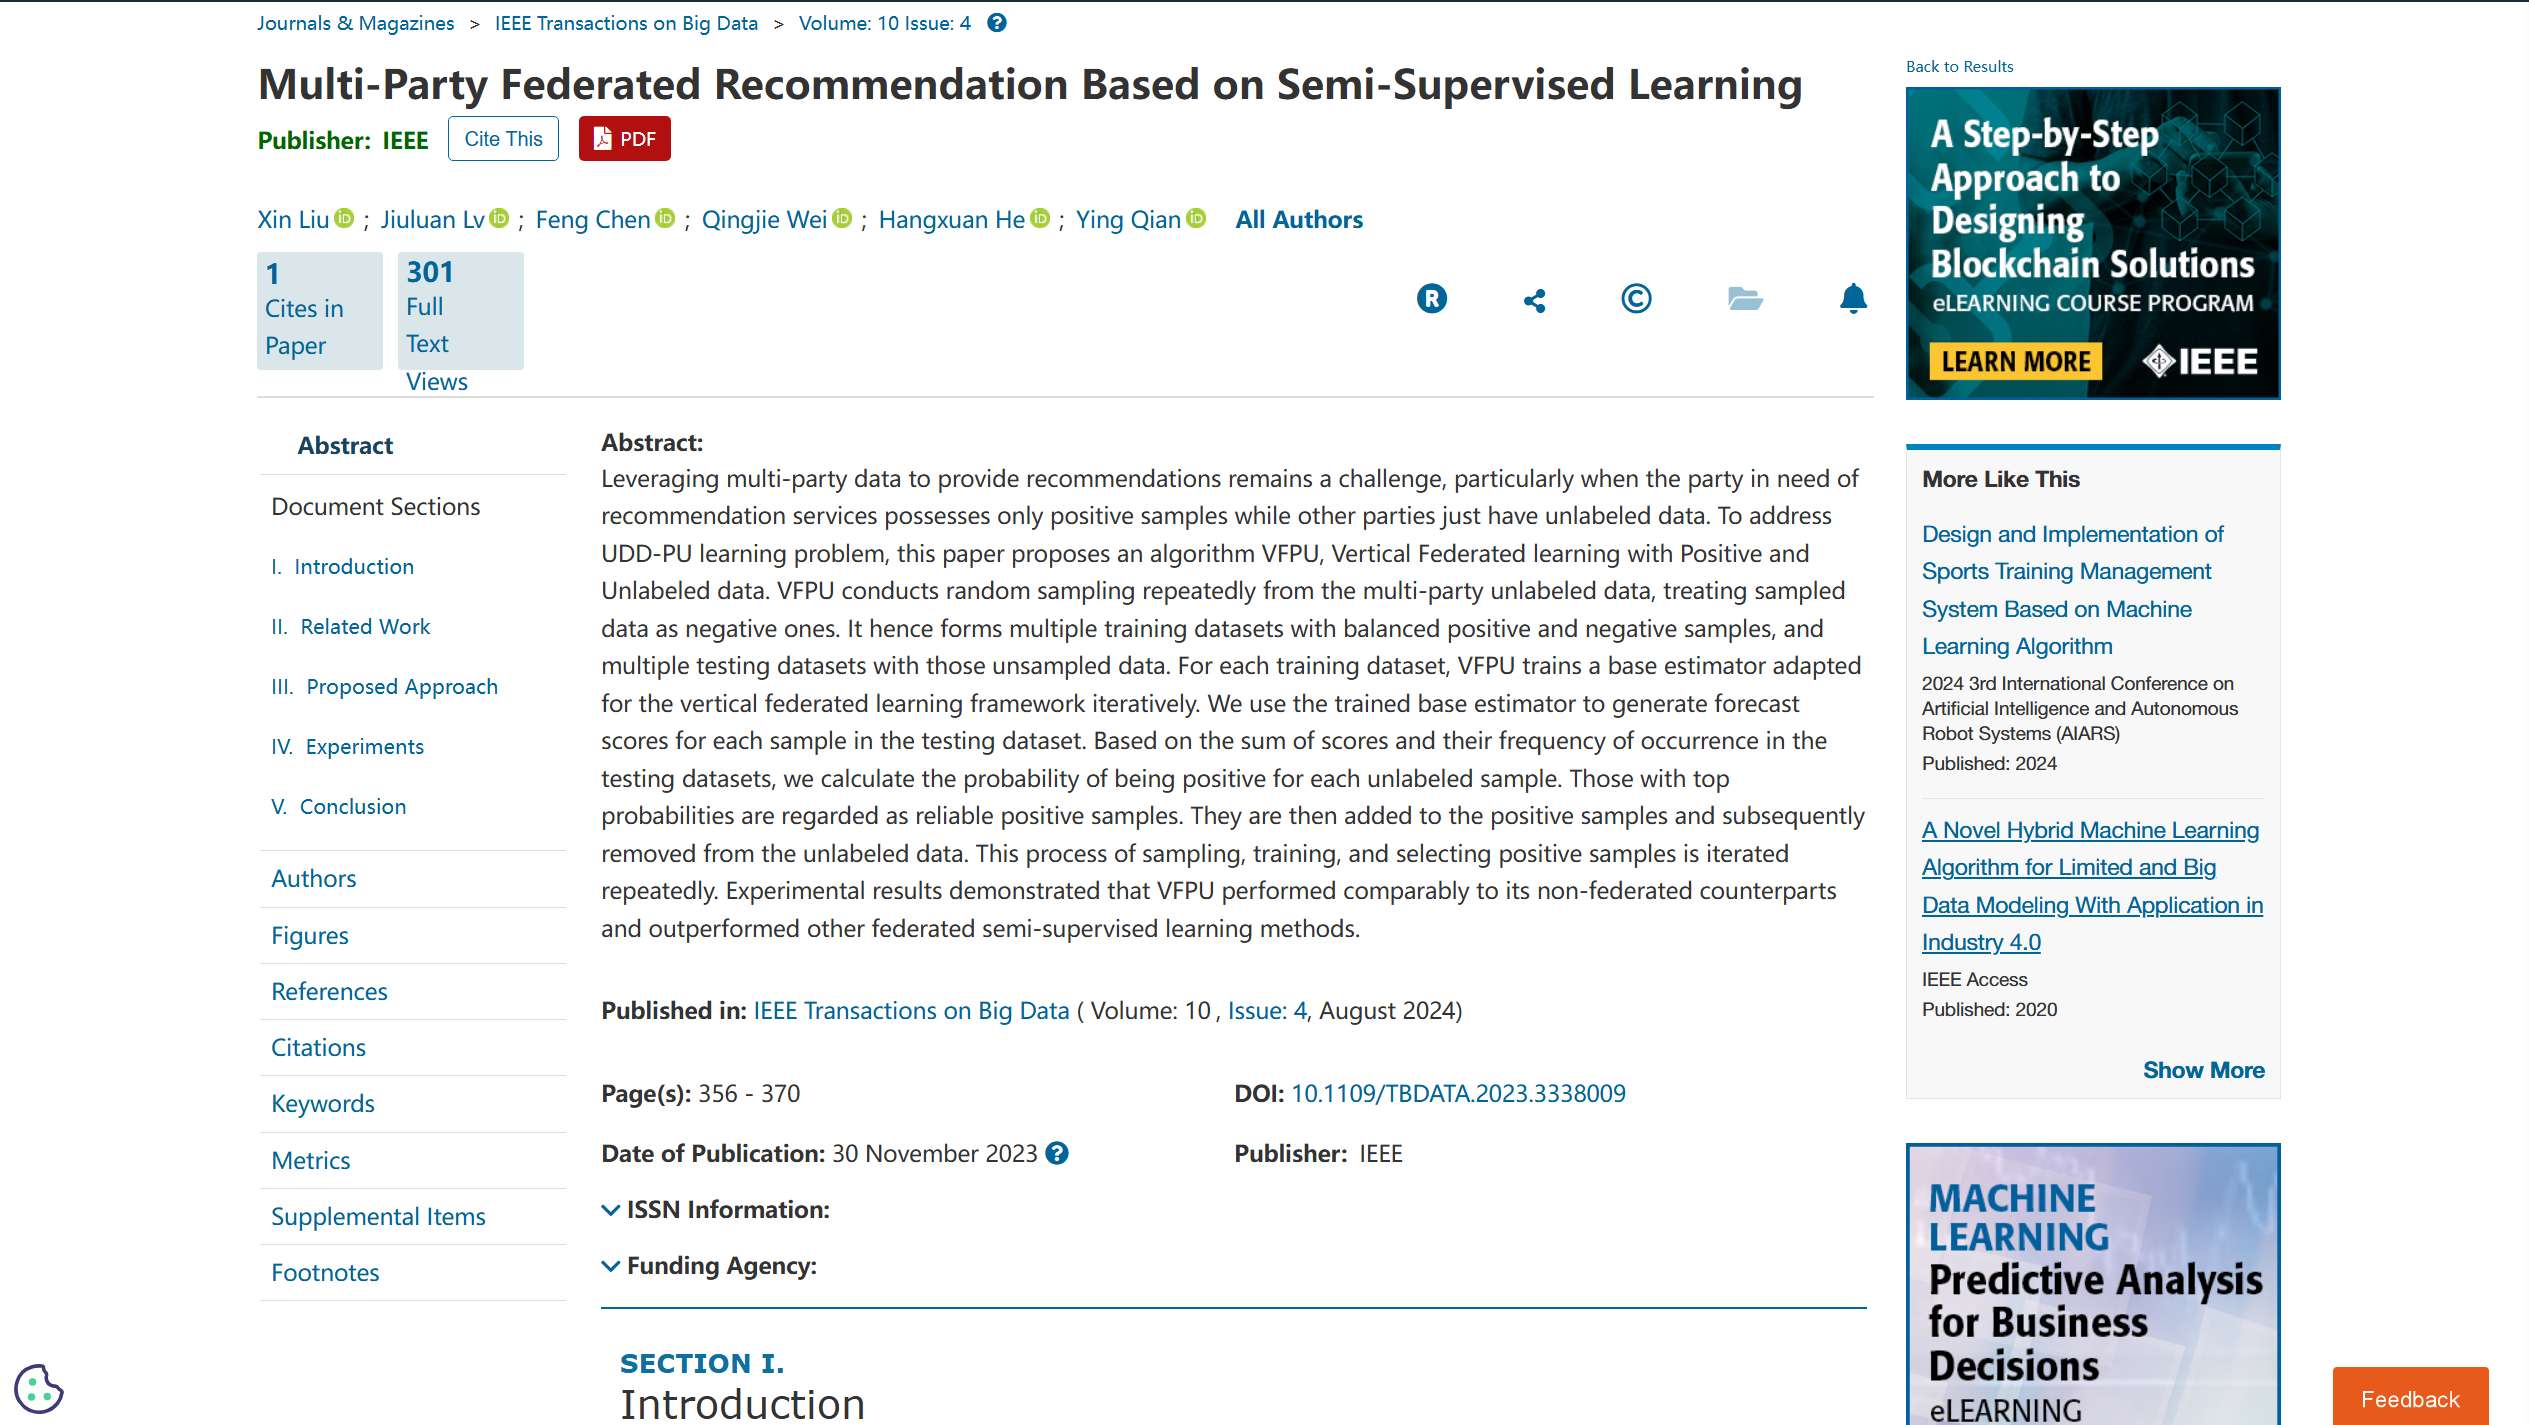 Journals & Magazines > IEEE Transactions on Big Data > Volume: 10 Issue: 4
Multi-Party Federated Recommendation Based on Semi-Supervised Learning
Publisher: IEEE
Cite This
PDF
Xin Liu ; Jiuluan Lv ; Feng Chen ; Qingjie Wei ; Hangxuan He ; Ying Qian All Authors
1
Cites in
Paper
301
Full
Text
Views
Abstract
Document Sections
I. Introduction
II. Related Work
III. Proposed Approach
IV. Experiments
V. Conclusion
Authors
Figures
References
Citations
Keywords
Metrics
Supplemental Items
Footnotes
Abstract:
Leveraging multi-party data to provide recommendations remains a challenge, particularly when the party in need of
recommendation services possesses only positive samples while other parties just have unlabeled data. To address
UDD-PU learning problem, this paper proposes an algorithm VFPU, Vertical Federated learning with Positive and
Unlabeled data. VFPU conducts random sampling repeatedly from the multi-party unlabeled data, treating sampled
data as negative ones. It hence forms multiple training datasets with balanced positive and negative samples, and
multiple testing datasets with those unsampled data. For each training dataset, VFPU trains a base estimator adapted
for the vertical federated learning framework iteratively. We use the trained base estimator to generate forecast
scores for each sample in the testing dataset. Based on the sum of scores and their frequency of occurrence in the
testing datasets, we calculate the probability of being positive for each unlabeled sample. Those with top
probabilities are regarded as reliable positive samples. They are then added to the positive samples and subsequently
removed from the unlabeled data. This process of sampling, training, and selecting positive samples is iterated
repeatedly. Experimental results demonstrated that VFPU performed comparably to its non-federated counterparts
and outperformed other federated semi-supervised learning methods.
Published in: IEEE Transactions on Big Data ( Volume: 10 , Issue: 4, August 2024)
Page(s): 356 - 370
DOI: 10.1109/TBDATA.2023.3338009
Date of Publication: 30 November 2023
Publisher: IEEE
ISSN Information:
Funding Agency:
SECTION I.
Introduction
Back to Results
A Step-by-Step
Approach to
Designing
Blockchain Solutions
eLEARNING COURSE PROGRAM
LEARN MORE
IEEE
More Like This
Design and Implementation of
Sports Training Management
System Based on Machine
Learning Algorithm
2024 3rd International Conference on
Artificial Intelligence and Autonomous
Robot Systems (AIARS)
Published: 2024
A Novel Hybrid Machine Learning
Algorithm for Limited and Big
Data Modeling With Application in
Industry 4.0
IEEE Access
Published: 2020
Show More
MACHINE
LEARNING
Predictive Analysis
for Business
Decisions
eLEARNING
Feedback